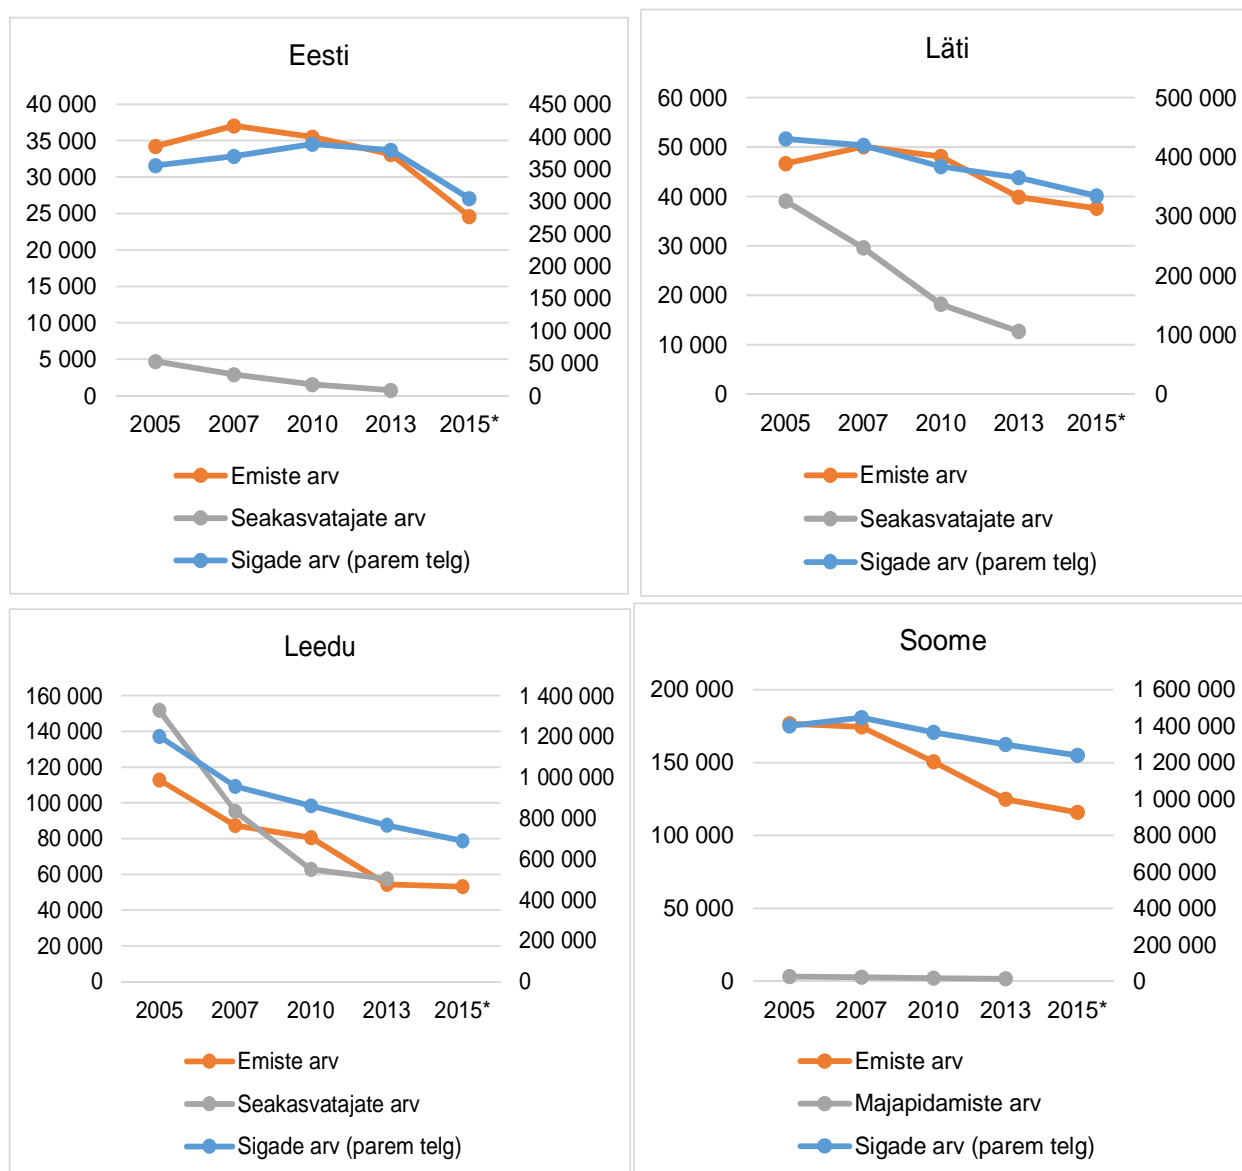 Eesti
40 000
35 000
30 000
25 000
20 000
15 000
10 000
5 000
0
450 000
400 000
350 000
300 000
250 000
200 000
150 000
100 000
50 000
0
2005 2007 2010 2013 2015*
Emiste arv
Seakasvatajate arv
Sigade arv (parem telg)
Läti
60 000
50 000
40 000
30 000
20 000
10 000
0
500 000
400 000
300 000
200 000
100 000
0
2005 2007 2010 2013 2015*
Emiste arv
Seakasvatajate arv
Sigade arv (parem telg)
Leedu
160 000
140 000
120 000
100 000
80 000
60 000
40 000
20 000
0
1 400 000
1 200 000
1 000 000
800 000
600 000
400 000
200 000
0
2005 2007 2010 2013 2015*
Emiste arv
Seakasvatajate arv
Sigade arv (parem telg)
Soome
200 000
150 000
100 000
50 000
0
1 600 000
1 400 000
1 200 000
1 000 000
800 000
600 000
400 000
200 000
0
2005 2007 2010 2013 2015*
Emiste arv
Majapidamiste arv
Sigade arv (parem telg)